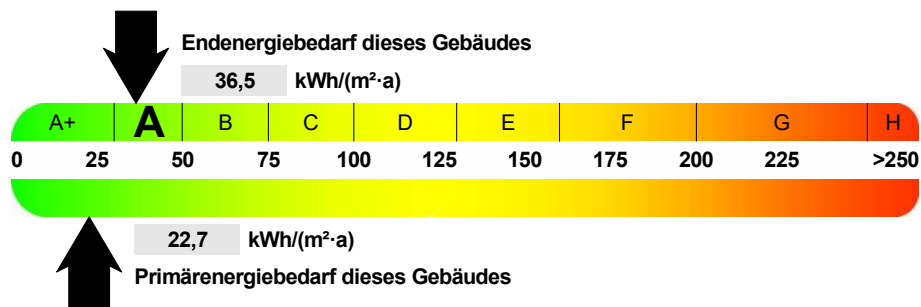 Endenergiebedarf dieses Gebäudes
36,5 kWh/(m²·a)
A+ A B C D E F G H
0 25 50 75 100 125 150 175 200 225 >250
22,7 kWh/(m²·a)
Primärenergiebedarf dieses Gebäudes